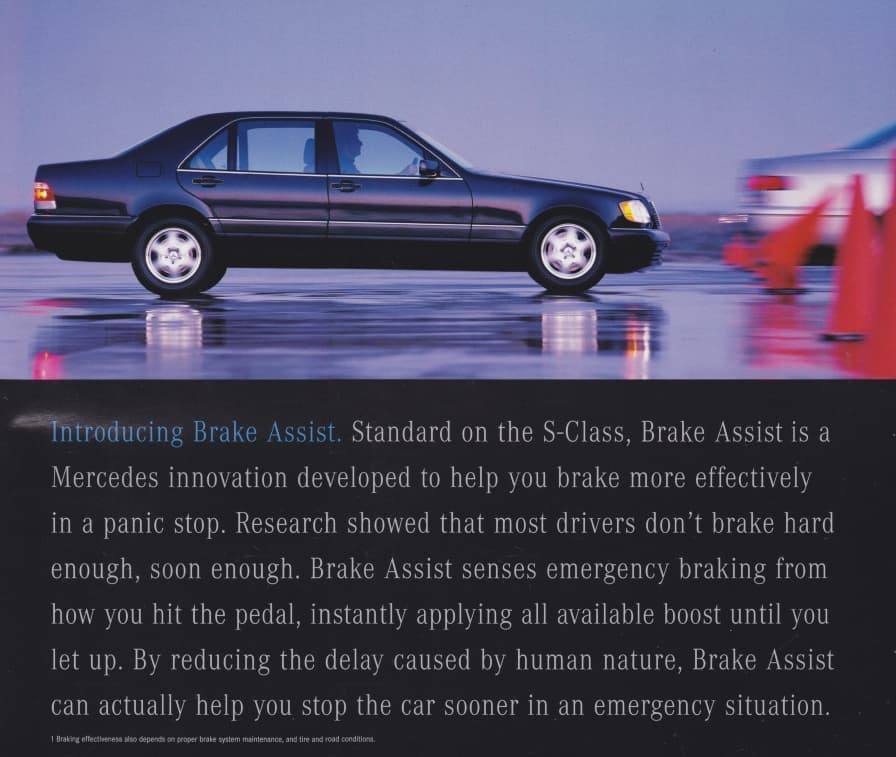 Introducing Brake Assist. Standard on the S-Class, Brake Assist is a
Mercedes innovation developed to help you brake more effectively
in a panic stop. Research showed that most drivers don't brake hard
enough, soon enough. Brake Assist senses emergency braking from
how you hit the pedal, instantly applying all available boost until you
let up. By reducing the delay caused by human nature, Brake Assist
can actually help you stop the car sooner in an emergency situation.
1 Braking effectiveness also depends on proper brake system maintenance, and tire and road conditions.